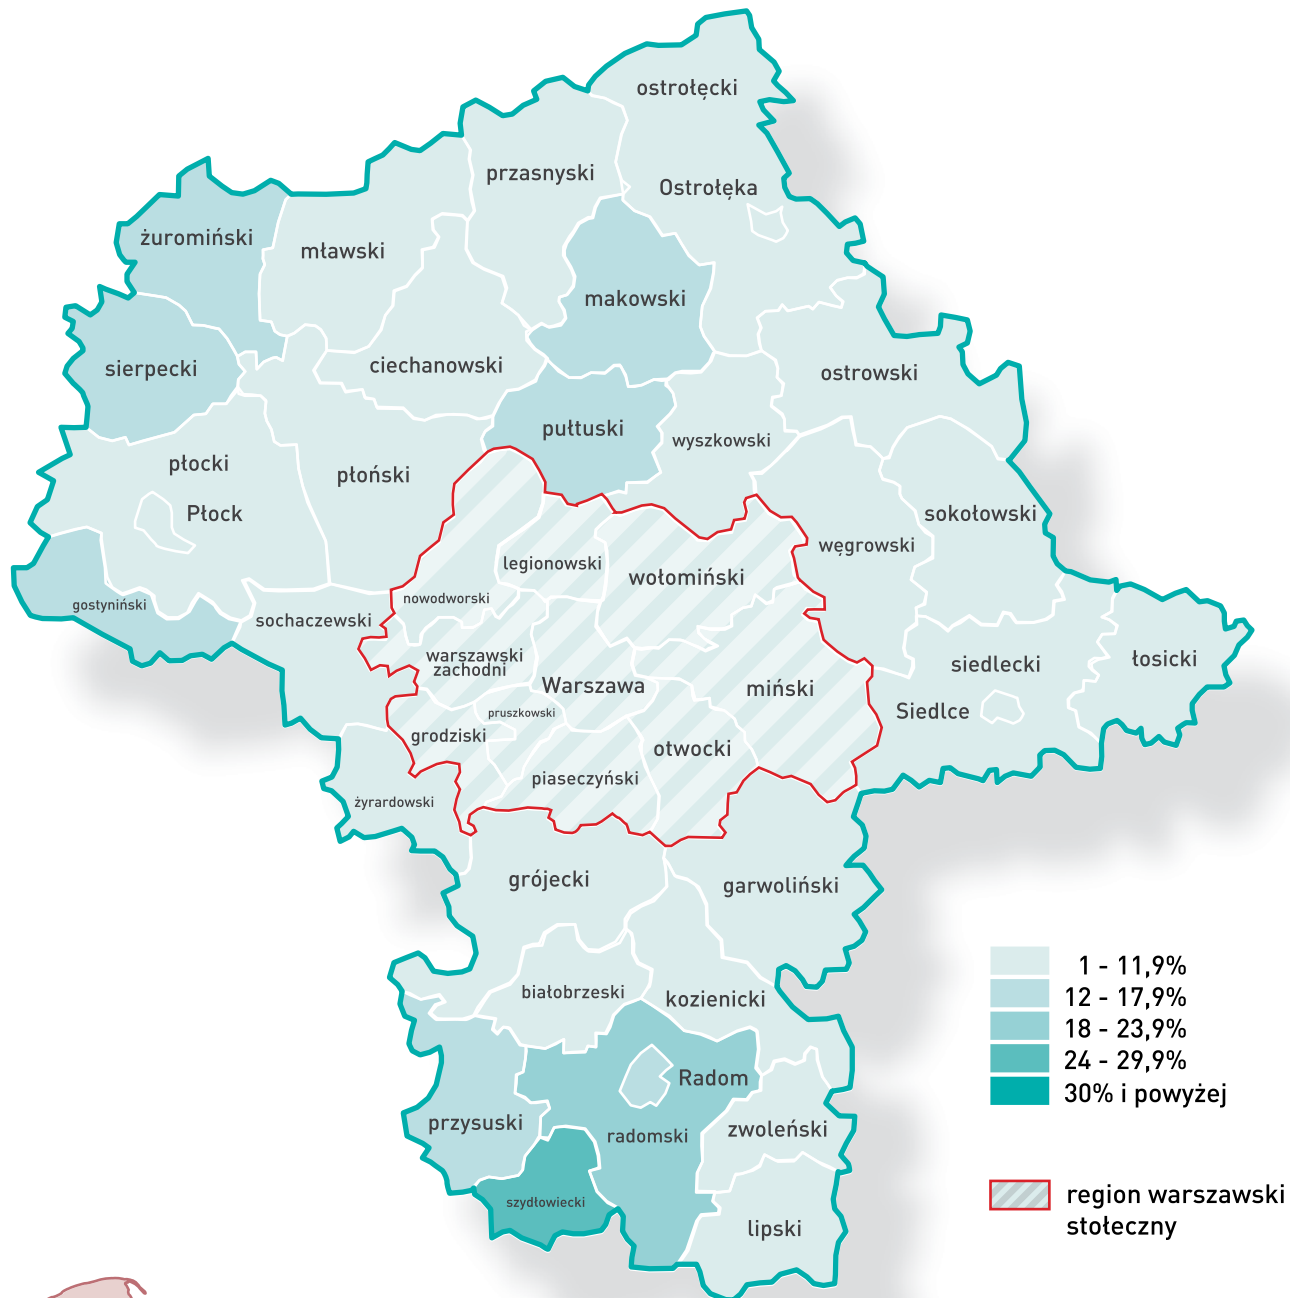 ostrołęcki
przasnyski
Ostrołęka
żuromiński
mławski
makowski
sierpecki
ciechanowski
ostrowski
pułtuski
wyszkowski
płocki
płoński
Płock
sokołowski
węgrowski
legionowski
wołomiński
nowodworski
gostyniński
sochaczewski
warszawski
zachodni
siedlecki
łosicki
Warszawa
miński
Siedlce
pruszkowski
grodziski
otwocki
piaseczyński
żyrardowski
grójecki
garwoliński
białobrzeski
kozienicki
Radom
przysuski
radomski
zwoleński
szydłowiecki
lipski
1 - 11,9%
12 - 17,9%
18 - 23,9%
24 - 29,9%
30% i powyżej
region warszawski
stołeczny